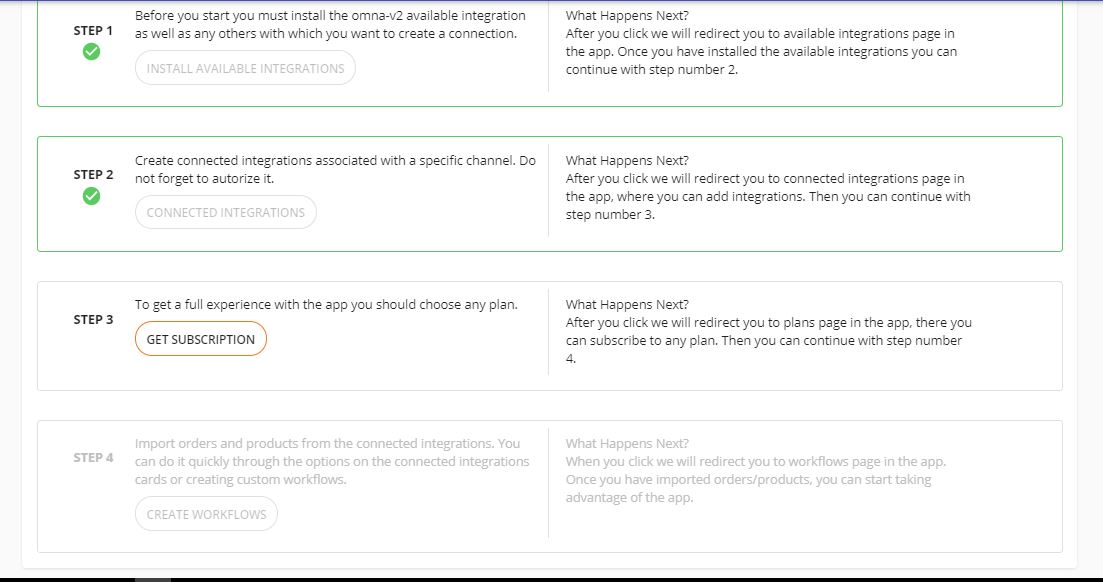 STEP 1
Before you start you must install the omna-v2 available integration
as well as any others with which you want to create a connection.
INSTALL AVAILABLE INTEGRATIONS
What Happens Next?
After you click we will redirect you to available integrations page in
the app. Once you have installed the available integrations you can
continue with step number 2.
STEP 2
Create connected integrations associated with a specific channel. Do
not forget to autorize it.
CONNECTED INTEGRATIONS
What Happens Next?
After you click we will redirect you to connected integrations page in
the app, where you can add integrations. Then you can continue with
step number 3.
STEP 3
To get a full experience with the app you should choose any plan.
GET SUBSCRIPTION
What Happens Next?
After you click we will redirect you to plans page in the app, there you
can subscribe to any plan. Then you can continue with step number
4.
STEP 4
Import orders and products from the connected integrations. You
can do it quickly through the options on the connected integrations
cards or creating custom workflows.
CREATE WORKFLOWS
What Happens Next?
When you click we will redirect you to workflows page in the app.
Once you have imported orders/products, you can start taking
advantage of the app.